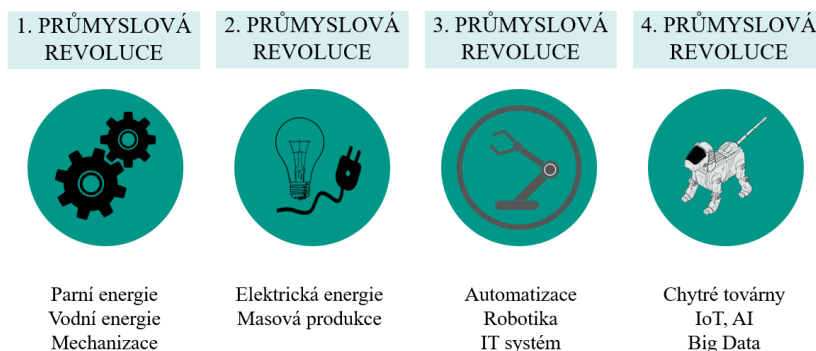 1. PRŮMYSLOVÁ
REVOLUCE
2. PRŮMYSLOVÁ
REVOLUCE
3. PRŮMYSLOVÁ
REVOLUCE
4. PRŮMYSLOVÁ
REVOLUCE
Parní energie
Vodní energie
Mechanizace
Elektrická energie
Masová produkce
Automatizace
Robotika
IT systém
Chytré továrny
IoT, AI
Big Data